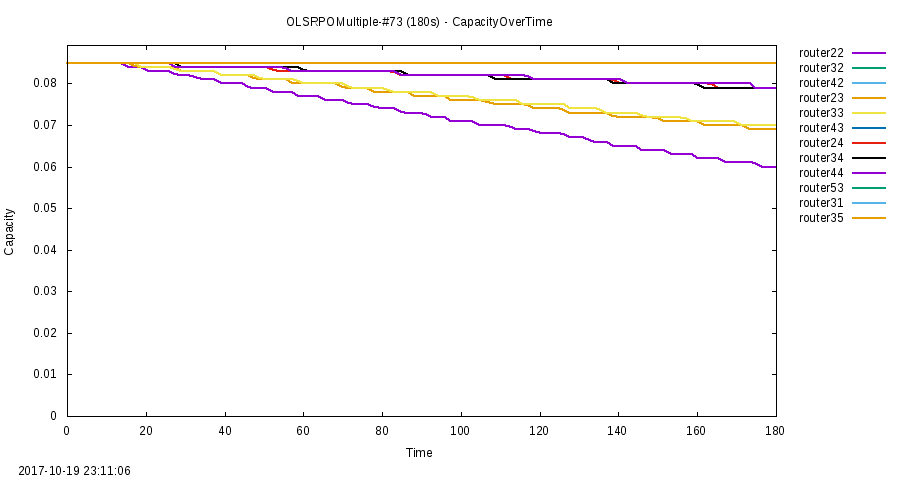 OLSRPOMultiple-#73 (180s) - CapacityOverTime
router22
router32
router42
router23
router33
router43
router24
router34
router44
router53
router31
router35
0.08
0.07
0.06
0.05
0.04
0.03
0.02
0.01
0
Capacity
0 20 40 60 80 100 120 140 160 180
Time
2017-10-19 23:11:06